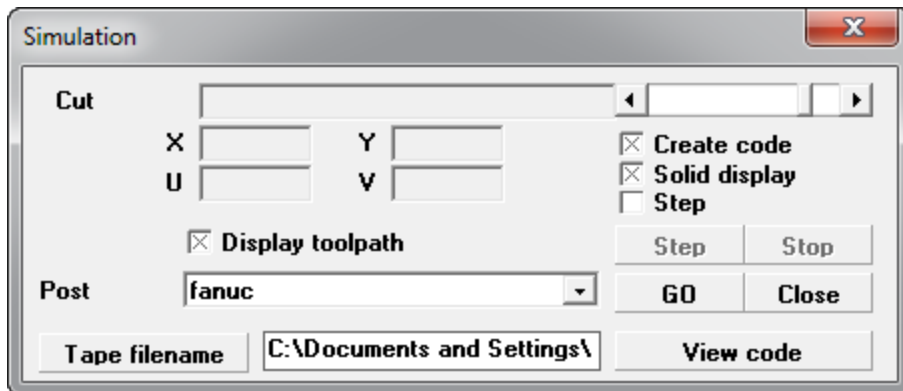 Simulation
Cut
X Y
Create code
U V
Solid display
Step
Display toolpath
Step Stop
Post fanuc
GO Close
Tape filename C:\Documents and Settings\ View code